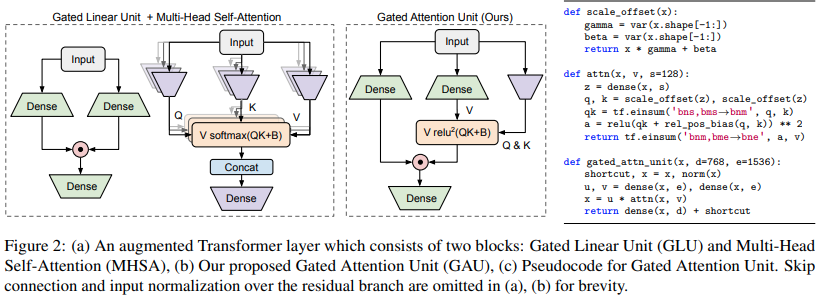 Gated Linear Unit + Multi-Head Self-Attention
Input
Dense
Dense
Dense
Input
Q
K
V
V softmax(QK+B)
Concat
Dense
Gated Attention Unit (Ours)
Input
Dense
Dense
V
V relu²(QK+B)
Q & K
Dense
def scale_offset(x):
gamma = var(x.shape[-1:])
beta = var(x.shape[-1:])
return x * gamma + beta
def attn(x, v, s=128):
z = dense(x, s)
q, k = scale_offset(z), scale_offset(z)
qk = tf.einsum('bns,bms→bnm', q, k)
a = relu(qk + rel_pos_bias(q, k)) ** 2
return tf.einsum('bnm,bme→bne', a, v)
def gated_attn_unit(x, d=768, e=1536):
shortcut, x = x, norm(x)
u, v = dense(x, e), dense(x, e)
x = u * attn(x, v)
return dense(x, d) + shortcut
Figure 2: (a) An augmented Transformer layer which consists of two blocks: Gated Linear Unit (GLU) and Multi-Head
Self-Attention (MHSA), (b) Our proposed Gated Attention Unit (GAU), (c) Pseudocode for Gated Attention Unit. Skip
connection and input normalization over the residual branch are omitted in (a), (b) for brevity.